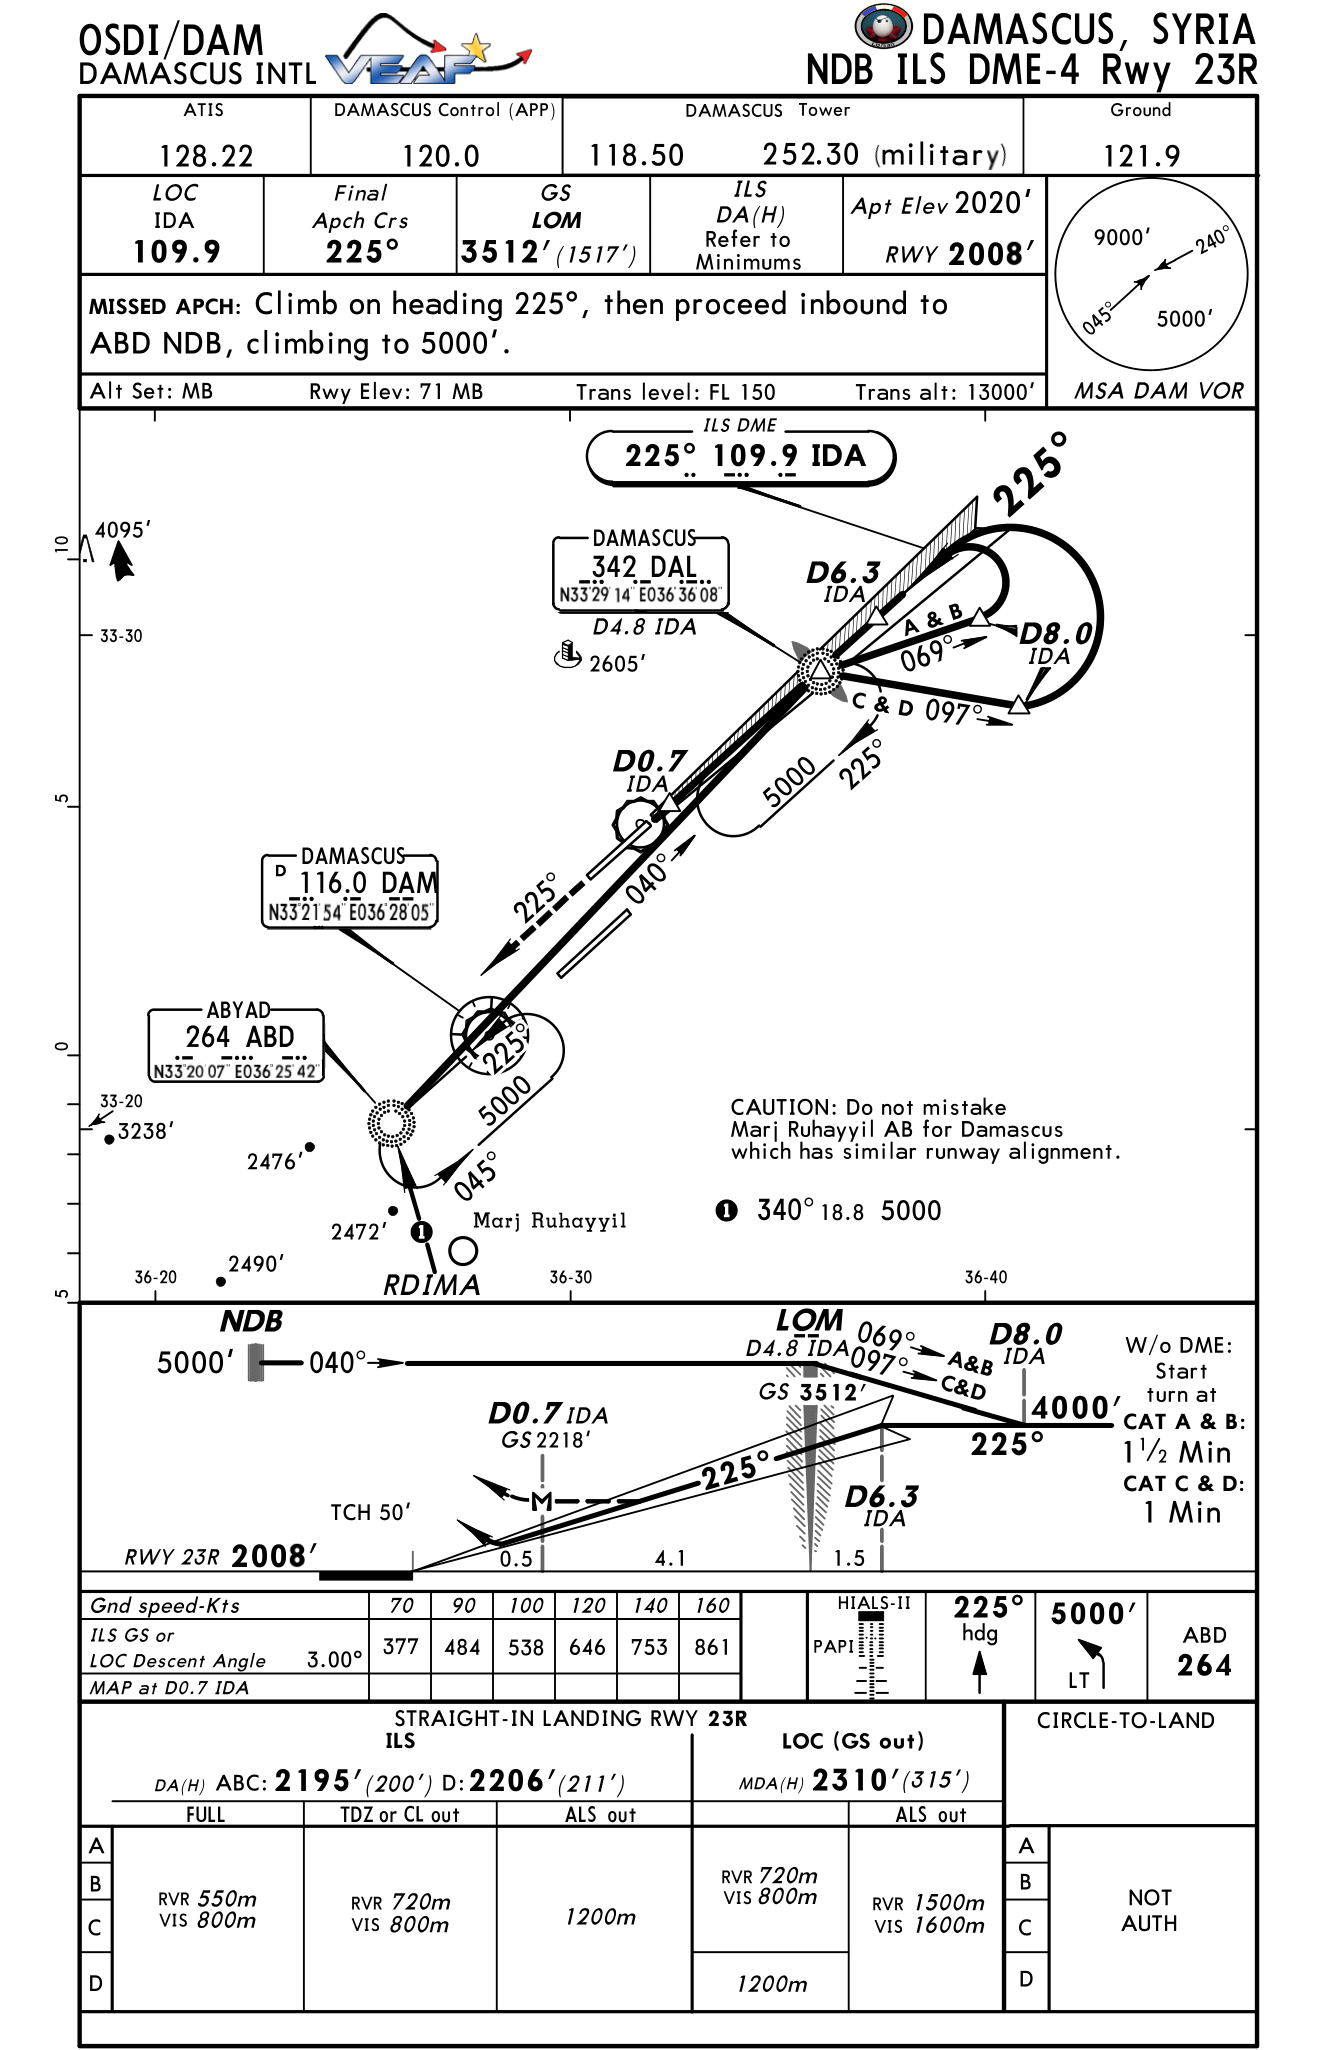 OSDI/DAM
DAMASCUS INTL
VEAF
DAMASCUS, SYRIA
NDB ILS DME-4 Rwy 23R
ATIS
128.22
DAMASCUS Control (APP)
120.0
DAMASCUS Tower
118.50 252.30 (military)
Ground
121.9
LOC
IDA
109.9
Final
Apch Crs
225°
GS
LOM
3512' (1517')
ILS
DA(H)
Refer to
Minimums
Apt Elev 2020'
RWY 2008'
9000'
240°
045°
5000'
MSA DAM VOR
MISSED APCH: Climb on heading 225°, then proceed inbound to
ABD NDB, climbing to 5000'.
Alt Set: MB Rwy Elev: 71 MB Trans level: FL 150 Trans alt: 13000'
ILS DME
225° 109.9 IDA
225°
4095'
10
DAMASCUS
342 DAL
N33°29'14" E036°36'08"
D4.8 IDA
2605'
D6.3
IDA
A & B
069°
D8.0
IDA
33-30
C & D 097°
225°
5000
D0.7
IDA
5
040°
225°
DAMASCUS
D 116.0 DAM
N33°21'54" E036°28'05"
ABYAD
264 ABD
N33°20'07" E036°25'42"
225°
0
5000
33-20
3238'
2476'
045°
CAUTION: Do not mistake
Marj Ruhayyil AB for Damascus
which has similar runway alignment.
1 340° 18.8 5000
2472'
1
Marj Ruhayyil
2490'
RDIMA
36-20
36-30
36-40
5
NDB
5000' 040°
LOM
D4.8 IDA
069°
A&B
097°
C&D
D8.0
IDA
GS 3512'
4000'
225°
D0.7 IDA
GS 2218'
225°
D6.3
IDA
M
TCH 50'
RWY 23R 2008'
0.5
4.1
1.5
W/o DME:
Start
turn at
CAT A & B:
1 1/2 Min
CAT C & D:
1 Min
Gnd speed-Kts 70 90 100 120 140 160
ILS GS or
LOC Descent Angle 3.00° 377 484 538 646 753 861
MAP at D0.7 IDA
HIALS-II
PAPI
225°
hdg
5000'
LT
ABD
264
STRAIGHT-IN LANDING RWY 23R
ILS
DA(H) ABC: 2195' (200') D: 2206' (211')
LOC (GS out)
MDA(H) 2310' (315')
CIRCLE-TO-LAND
FULL
TDZ or CL out
ALS out
ALS out
A
B
C
D
RVR 550m
VIS 800m
RVR 720m
VIS 800m
1200m
RVR 720m
VIS 800m
1200m
RVR 1500m
VIS 1600m
A
B
C
D
NOT
AUTH